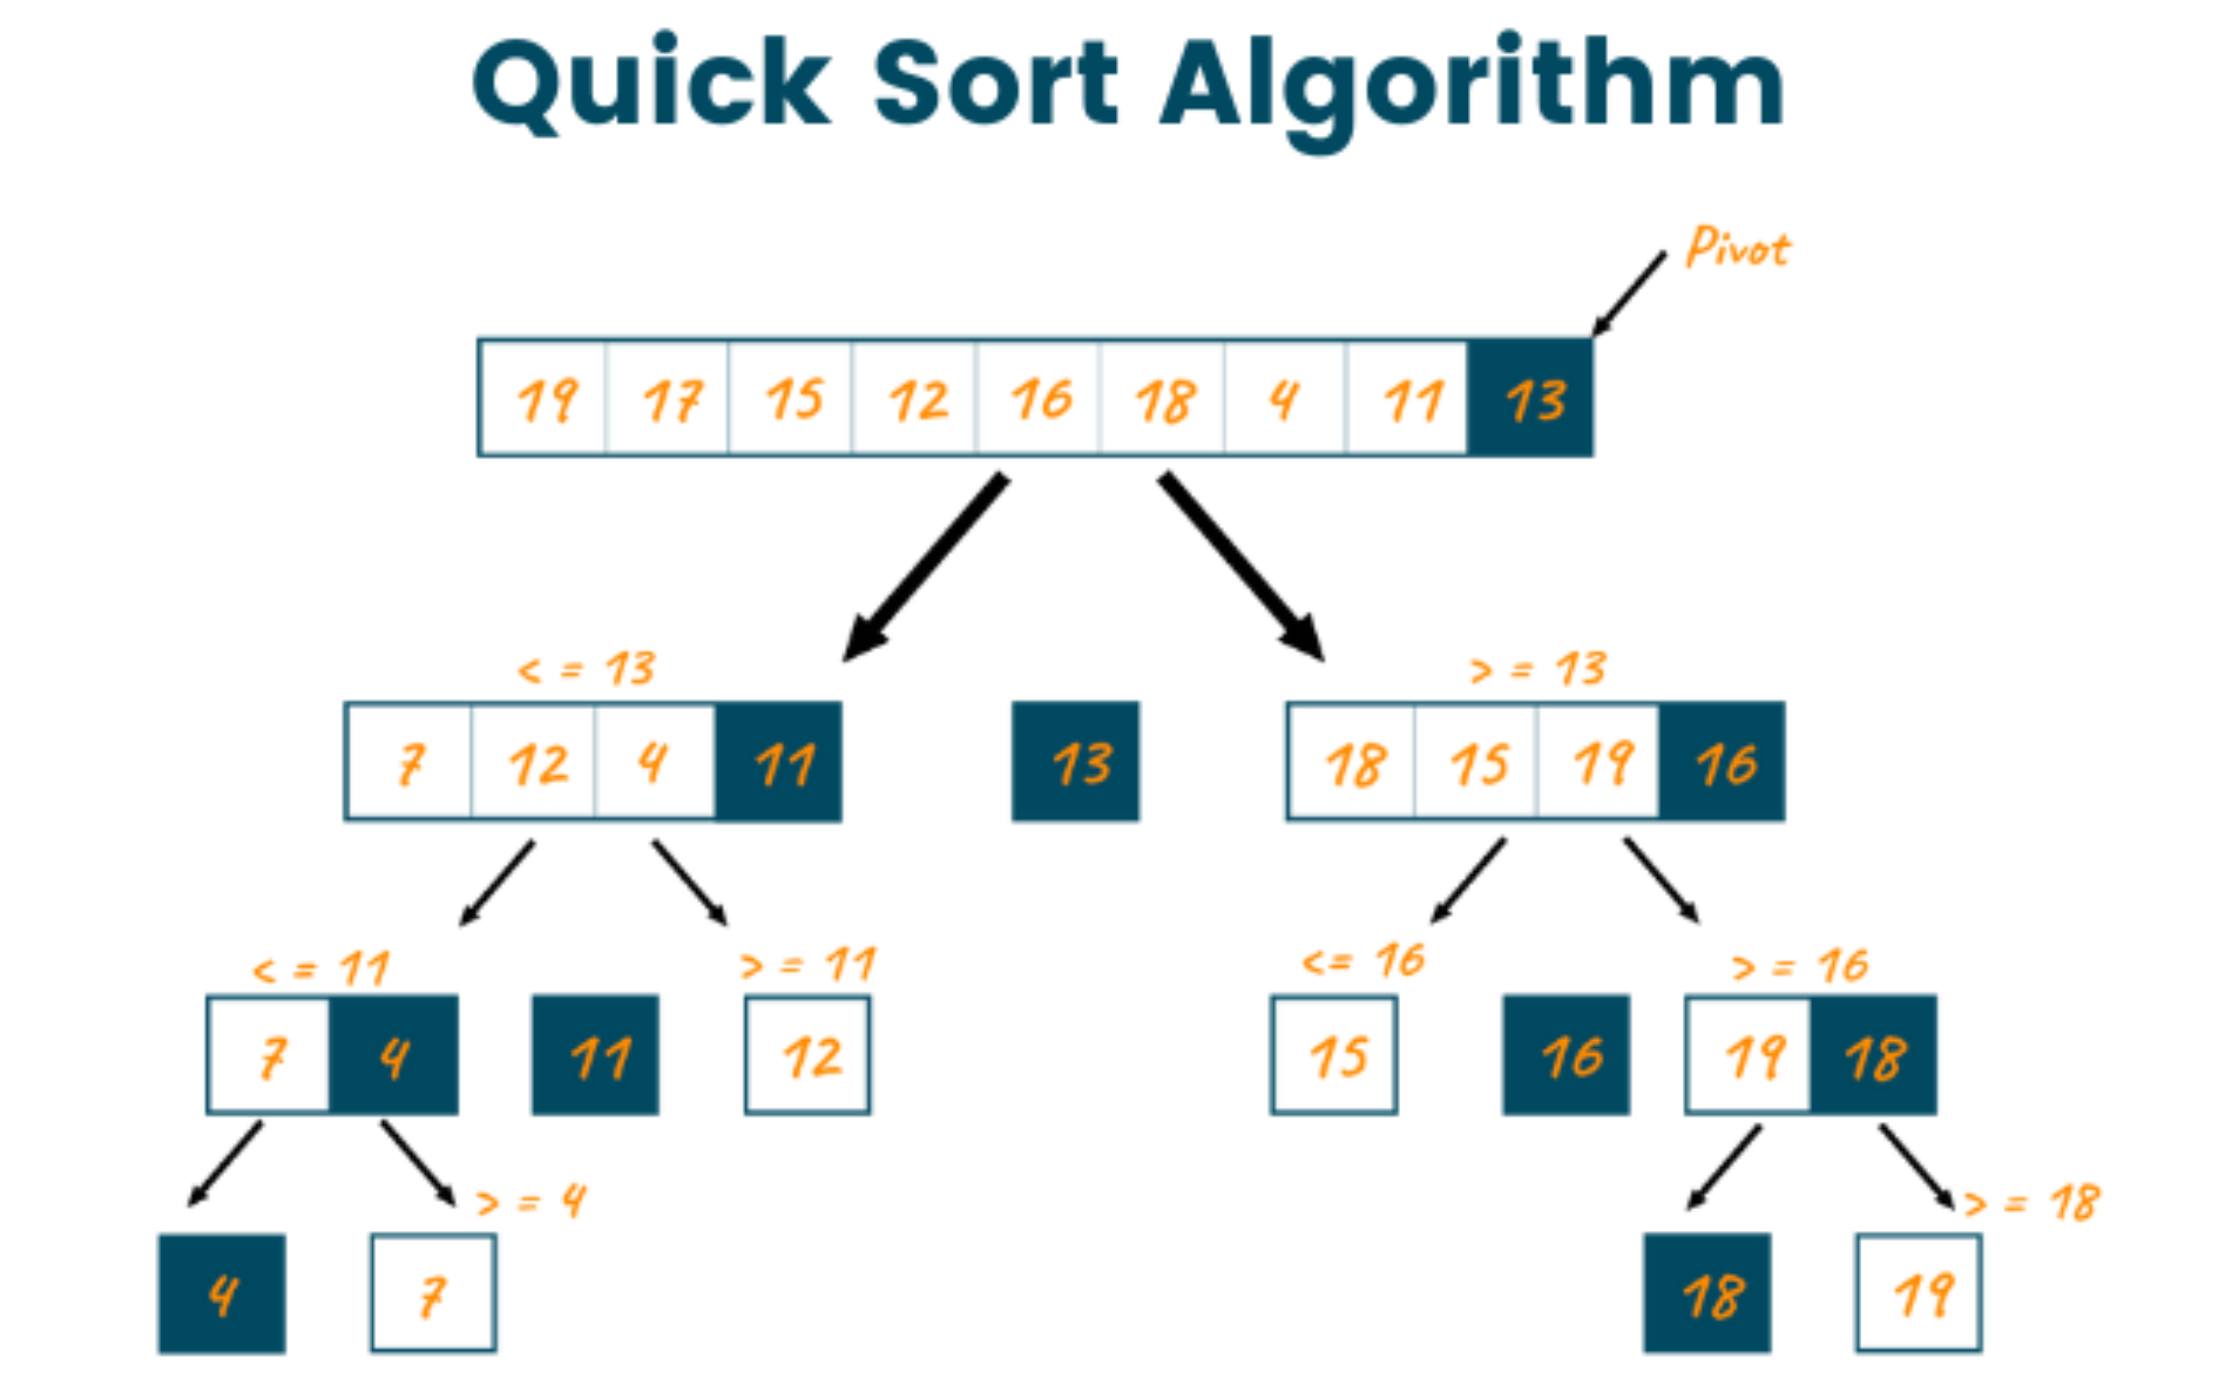 Quick Sort Algorithm
Pivot
19 17 15 12 16 18 4 11 13
< = 13 > = 13
7 12 4 11 13 18 15 19 16
< = 11 > = 11 <= 16 > = 16
7 4 11 12 15 16 19 18
> = 4 > = 18
4 7 18 19